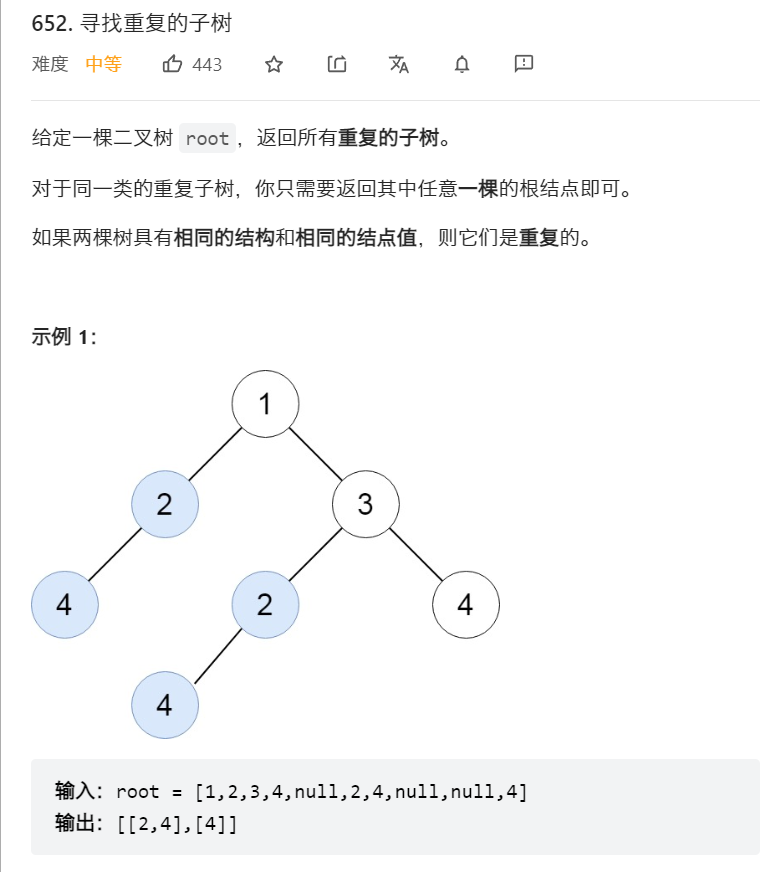 652. 寻找重复的子树
难度 中等 443
给定一棵二叉树 root，返回所有重复的子树。
对于同一类的重复子树，你只需要返回其中任意一棵的根结点即可。
如果两棵树具有相同的结构和相同的结点值，则它们是重复的。
示例 1：
1
2 3
4 2 4
4
输入：root = [1,2,3,4,null,2,4,null,null,4]
输出：[[2,4],[4]]